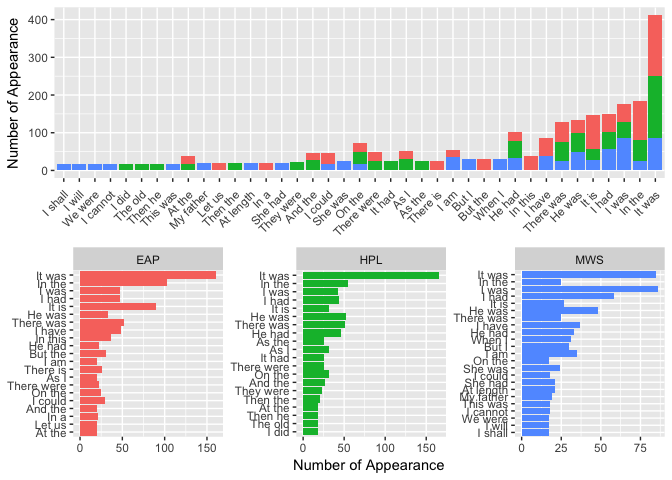 Number of Appearance
400
300
200
100
0
I shall
I will
We were
I cannot
I did
The old
Then he
This was
At the
My father
Let us
Then the
At length
In a
She had
They were
And the
I could
She was
On the
There were
It had
As I
As the
There is
I am
But I
But the
When I
He had
In this
I have
There was
He was
It is
I had
I was
In the
It was
EAP
It was
In the
I was
I had
It is
He was
There was
I have
In this
He had
But the
I am
There is
As I
There were
On the
I could
And the
In a
Let us
At the
0
50
100
150
HPL
It was
In the
I was
I had
It is
He was
There was
He had
As the
As I
It had
There were
On the
And the
They were
Then the
At the
Then he
The old
I did
0
50
100
150
MWS
It was
In the
I was
I had
It is
He was
There was
I have
He had
When I
But I
I am
On the
She was
I could
She had
At length
My father
This was
I cannot
We were
I will
I shall
0
25
50
75
Number of Appearance